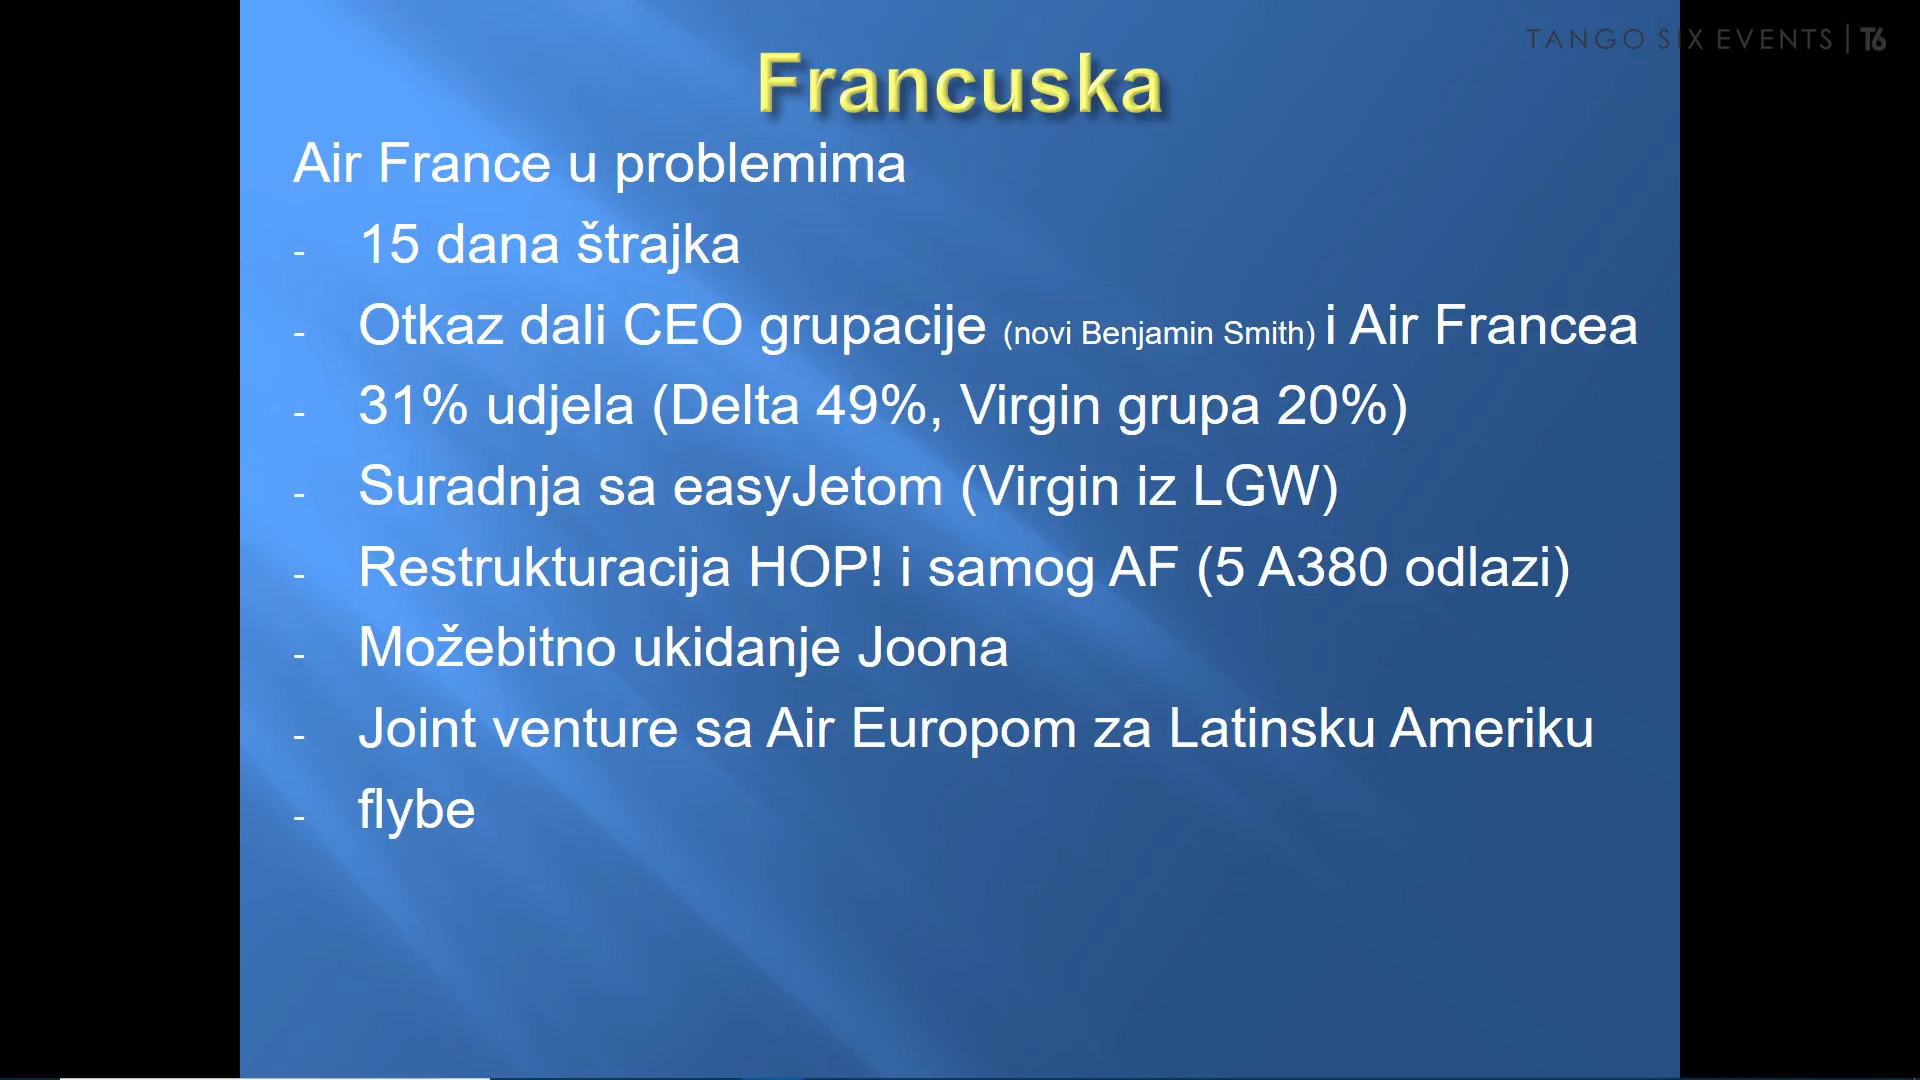 TANGO SIX EVENTS | T6
Francuska
Air France u problemima
- 15 dana štrajka
- Otkaz dali CEO grupacije (novi Benjamin Smith) i Air Francea
- 31% udjela (Delta 49%, Virgin grupa 20%)
- Suradnja sa easyJetom (Virgin iz LGW)
- Restrukturacija HOP! i samog AF (5 A380 odlazi)
- Možebitno ukidanje Joona
- Joint venture sa Air Europom za Latinsku Ameriku
- flybe